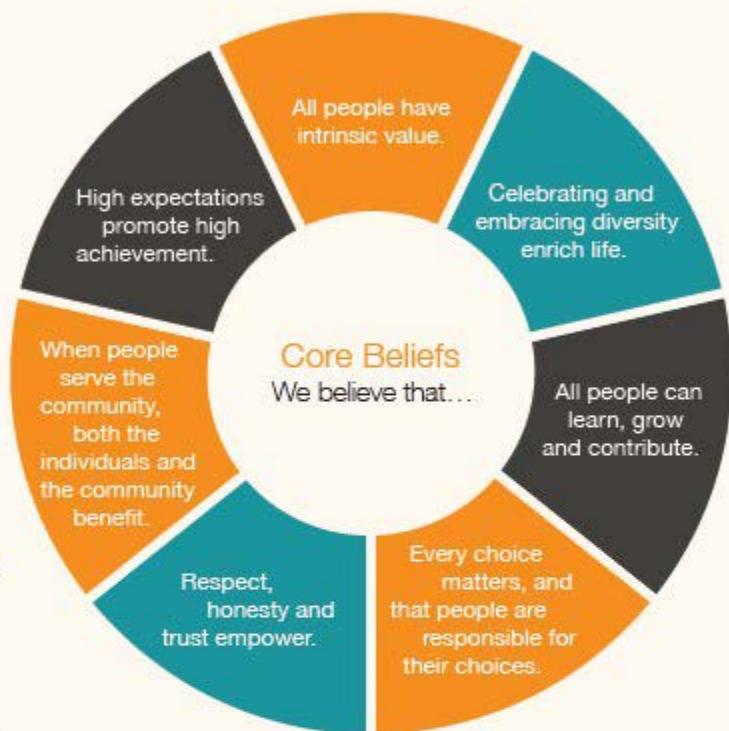 Core Beliefs
We believe that...
All people have
intrinsic value.
Celebrating and
embracing diversity
enrich life.
All people can
learn, grow
and contribute.
Every choice
matters, and
that people are
responsible for
their choices.
Respect,
honesty and
trust empower.
When people
serve the
community,
both the
individuals and
the community
benefit.
High expectations
promote high
achievement.